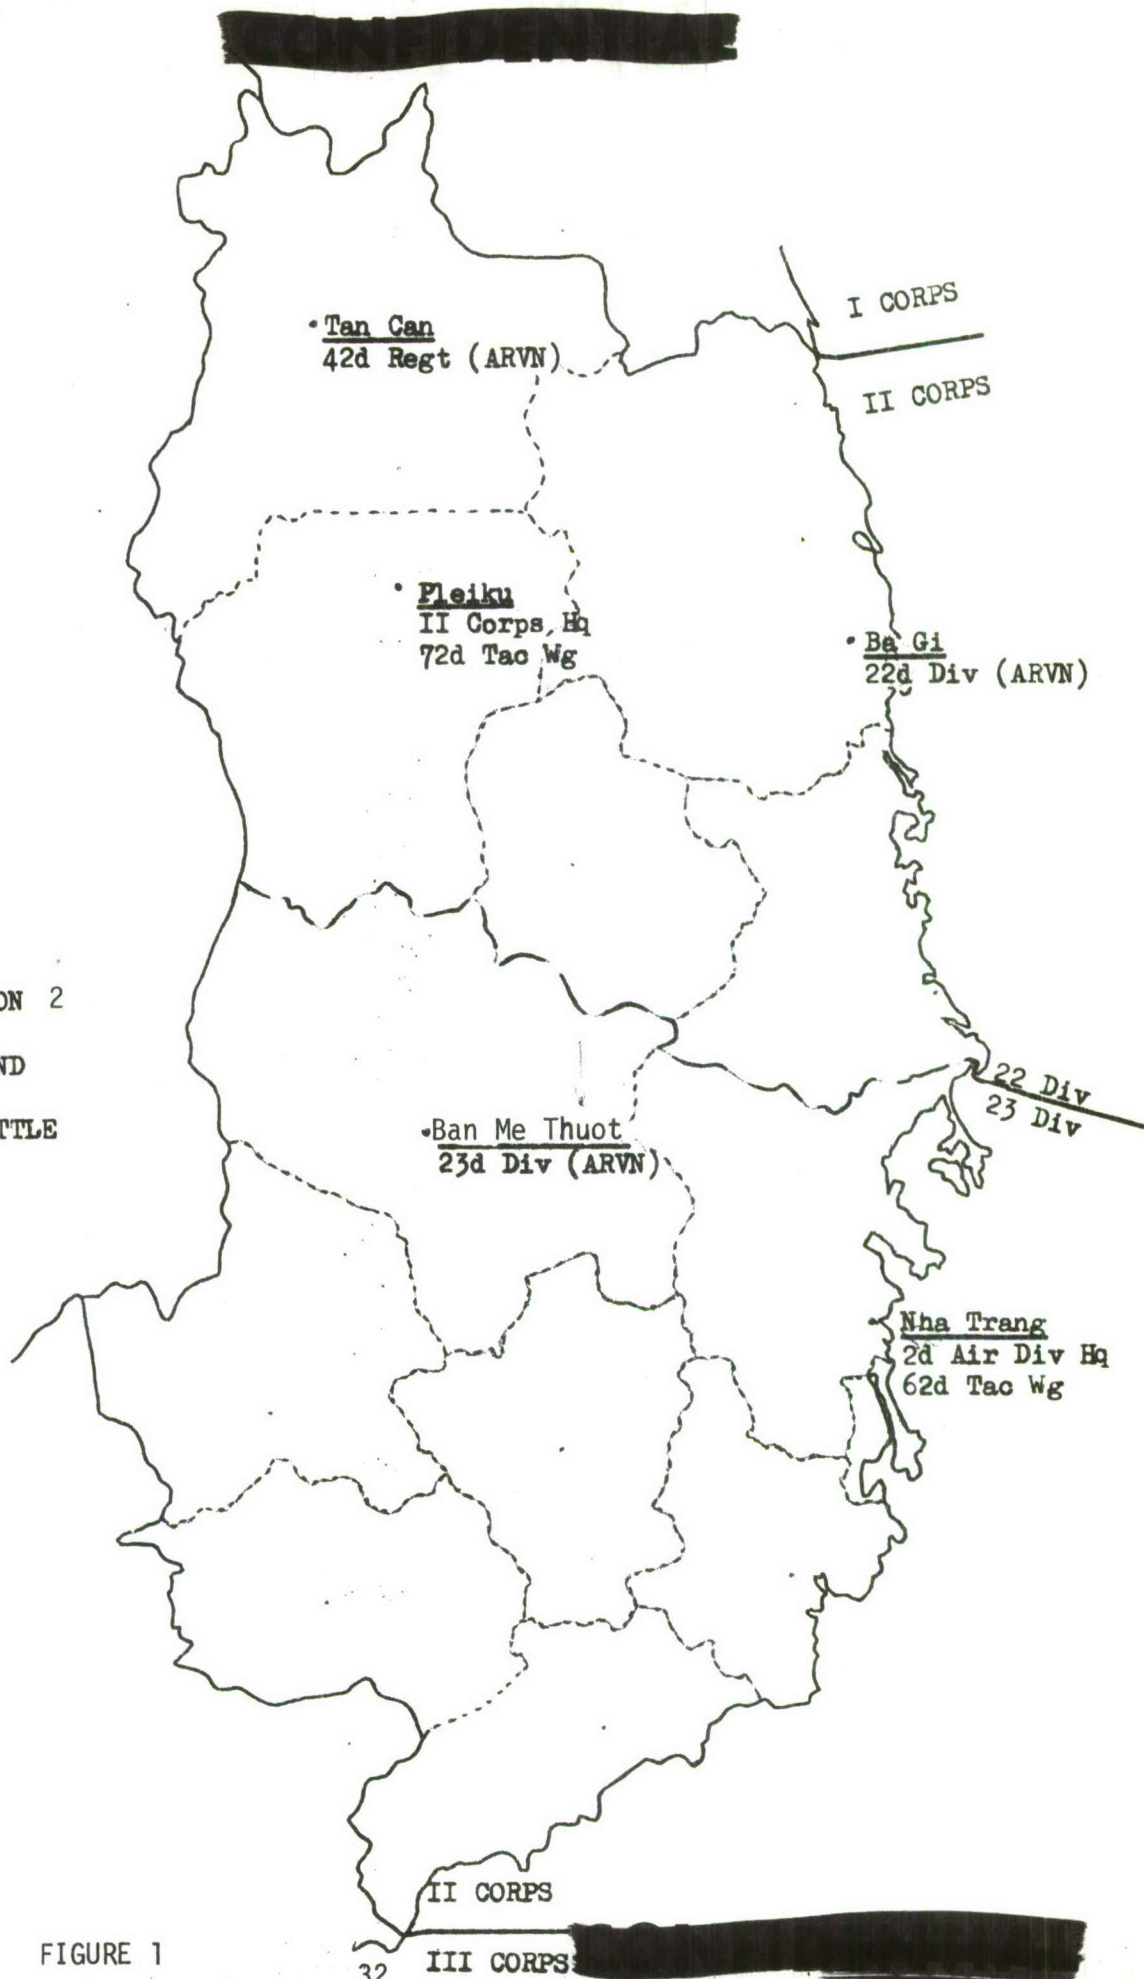 CONFIDENTIAL
I CORPS
II CORPS
Tan Can
42d Regt (ARVN)
Pleiku
II Corps Hq
72d Tac Wg
Ba Gi
22d Div (ARVN)
ON 2
ND
TTLE
22 Div
23 Div
Ban Me Thuot
23d Div (ARVN)
Nha Trang
2d Air Div Hq
62d Tac Wg
II CORPS
III CORPS
FIGURE 1
32